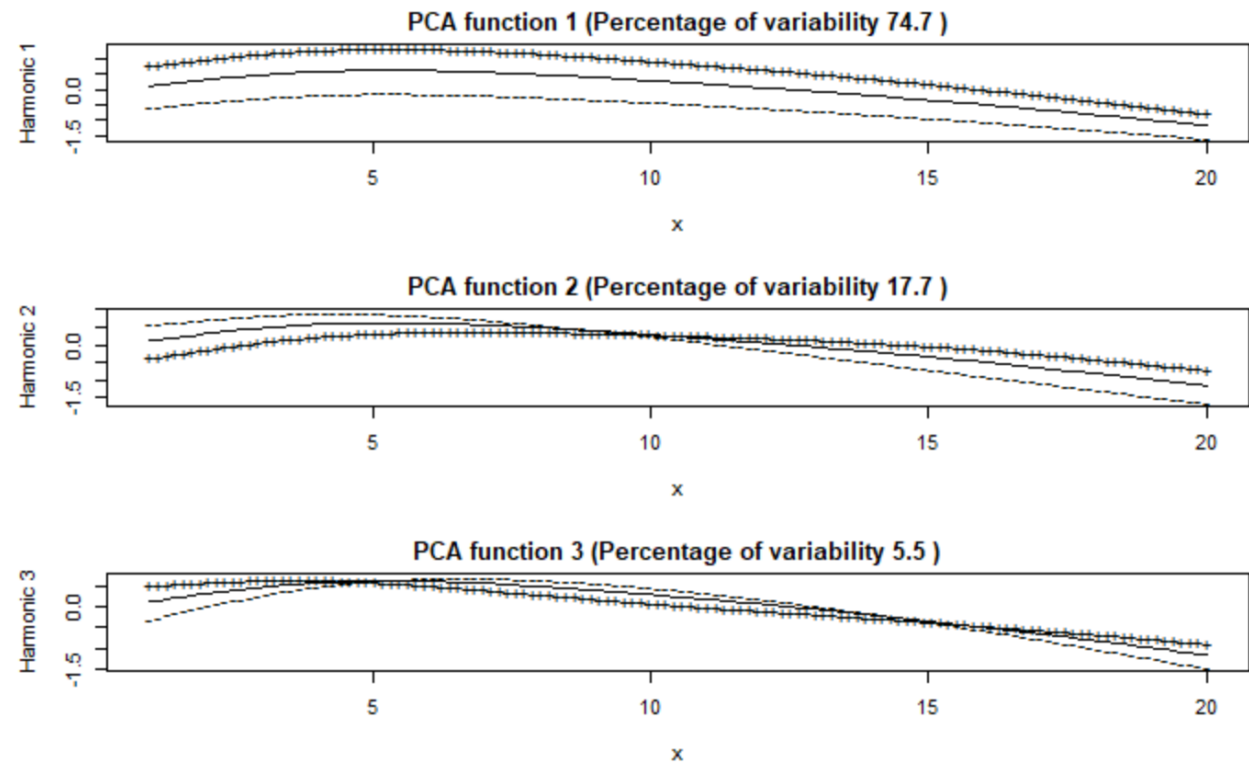 PCA function 1 (Percentage of variability 74.7 )
Harmonic 1
0.0
-1.5
5 10 15 20
x
PCA function 2 (Percentage of variability 17.7 )
Harmonic 2
0.0
-1.5
5 10 15 20
x
PCA function 3 (Percentage of variability 5.5 )
Harmonic 3
0.0
-1.5
5 10 15 20
x